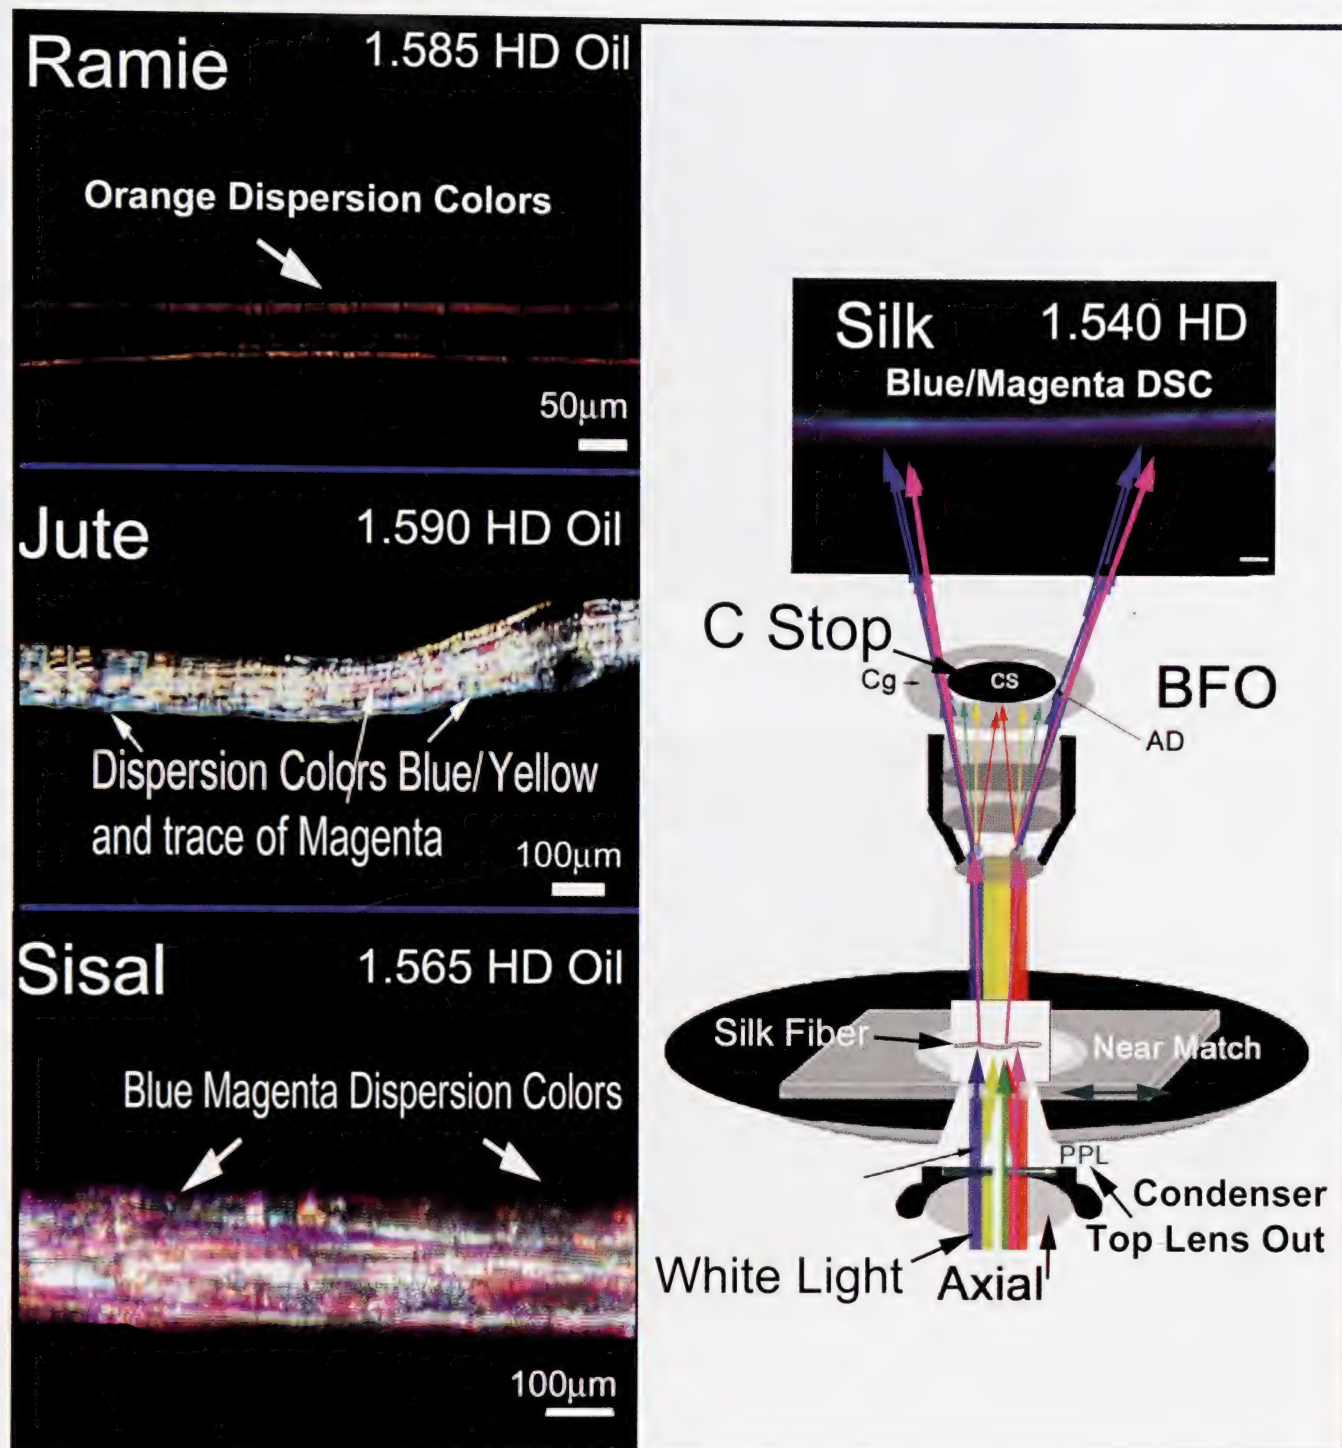 Ramie 1.585 HD Oil
Orange Dispersion Colors
50µm
Jute 1.590 HD Oil
Dispersion Colors Blue/Yellow
and trace of Magenta
100µm
Sisal 1.565 HD Oil
Blue Magenta Dispersion Colors
100µm
Silk 1.540 HD
Blue/Magenta DSC
C Stop
Cg
CS
BFO
AD
Silk Fiber
Near Match
PPL
Condenser
Top Lens Out
White Light
Axial